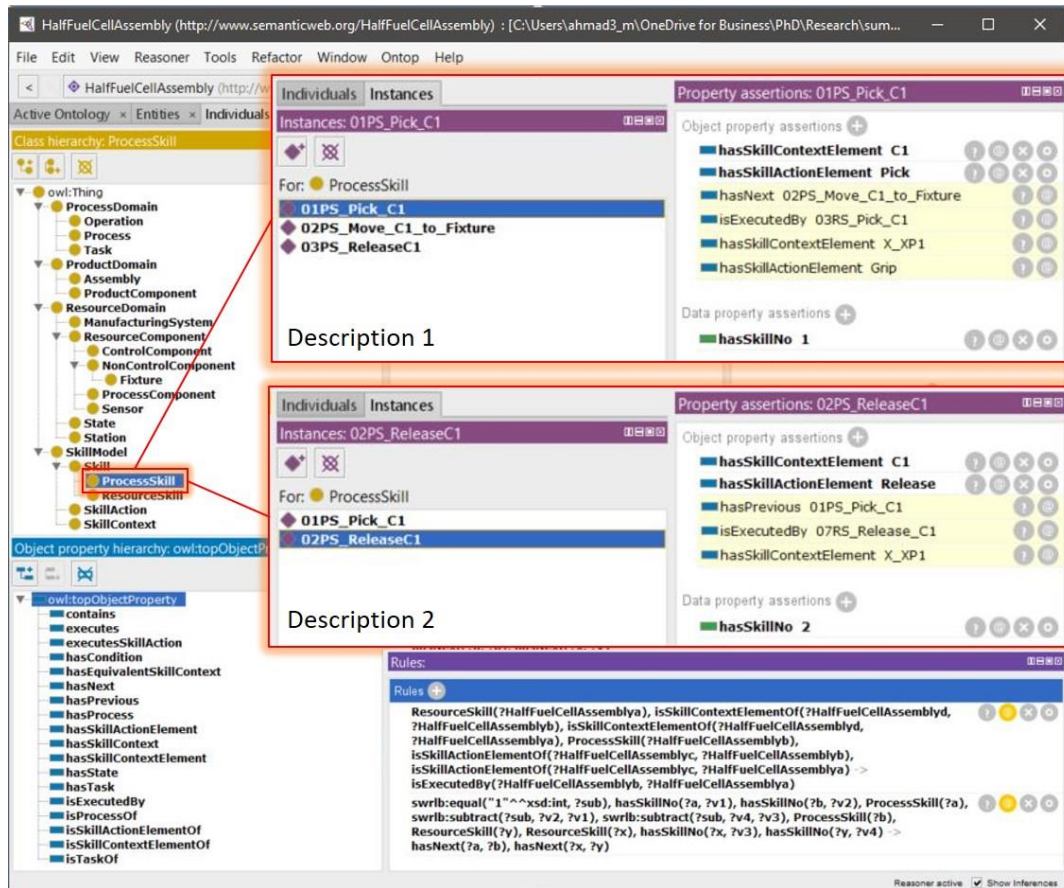 HalfFuelCellAssembly (http://www.semanticweb.org/HalfFuelCellAssembly) : [C:\Users\ahmad3_m\OneDrive for Business\PhD\Research\sum...
File Edit View Reasoner Tools Refactor Window Ontop Help
< HalfFuelCellAssembly (http://w
Active Ontology × Entities × Individuals
Class hierarchy: ProcessSkill
owl:Thing
ProcessDomain
Operation
Process
Task
ProductDomain
Assembly
ProductComponent
ResourceDomain
ManufacturingSystem
ResourceComponent
ControlComponent
NonControlComponent
Fixture
ProcessComponent
Sensor
State
Station
SkillModel
Skill
ProcessSkill
ResourceSkill
SkillAction
SkillContext
Object property hierarchy: owl:topObjectPr
owl:topObjectProperty
contains
executes
executesSkillAction
hasCondition
hasEquivalentSkillContext
hasNext
hasPrevious
hasProcess
hasSkillActionElement
hasSkillContext
hasSkillContextElement
hasState
hasTask
isExecutedBy
isProcessOf
isSkillActionElementOf
isSkillContextElementOf
isTaskOf
Individuals Instances
Instances: 01PS_Pick_C1
For: ProcessSkill
01PS_Pick_C1
02PS_Move_C1_to_Fixture
03PS_ReleaseC1
Description 1
Property assertions: 01PS_Pick_C1
Object property assertions
hasSkillContextElement C1
hasSkillActionElement Pick
hasNext 02PS_Move_C1_to_Fixture
isExecutedBy 03RS_Pick_C1
hasSkillContextElement X_XP1
hasSkillActionElement Grip
Data property assertions
hasSkillNo 1
Individuals Instances
Instances: 02PS_ReleaseC1
For: ProcessSkill
01PS_Pick_C1
02PS_ReleaseC1
Description 2
Property assertions: 02PS_ReleaseC1
Object property assertions
hasSkillContextElement C1
hasSkillActionElement Release
hasPrevious 01PS_Pick_C1
isExecutedBy 07RS_Release_C1
hasSkillContextElement X_XP1
Data property assertions
hasSkillNo 2
Rules:
Rules
ResourceSkill(?HalfFuelCellAssemblya), isSkillContextElementOf(?HalfFuelCellAssemblyd,
?HalfFuelCellAssemblyb), isSkillContextElementOf(?HalfFuelCellAssemblyd,
?HalfFuelCellAssemblya), ProcessSkill(?HalfFuelCellAssemblyb),
isSkillActionElementOf(?HalfFuelCellAssemblyc, ?HalfFuelCellAssemblyb),
isSkillActionElementOf(?HalfFuelCellAssemblyc, ?HalfFuelCellAssemblya) ->
isExecutedBy(?HalfFuelCellAssemblyb, ?HalfFuelCellAssemblya)
swrlb:equal("1"^^xsd:int, ?sub), hasSkillNo(?a, ?v1), hasSkillNo(?b, ?v2), ProcessSkill(?a),
swrlb:subtract(?sub, ?v2, ?v1), swrlb:subtract(?sub, ?v4, ?v3), ProcessSkill(?b),
ResourceSkill(?y), ResourceSkill(?x), hasSkillNo(?x, ?v3), hasSkillNo(?y, ?v4) ->
hasNext(?a, ?b), hasNext(?x, ?y)
Reasoner active Show Inferences